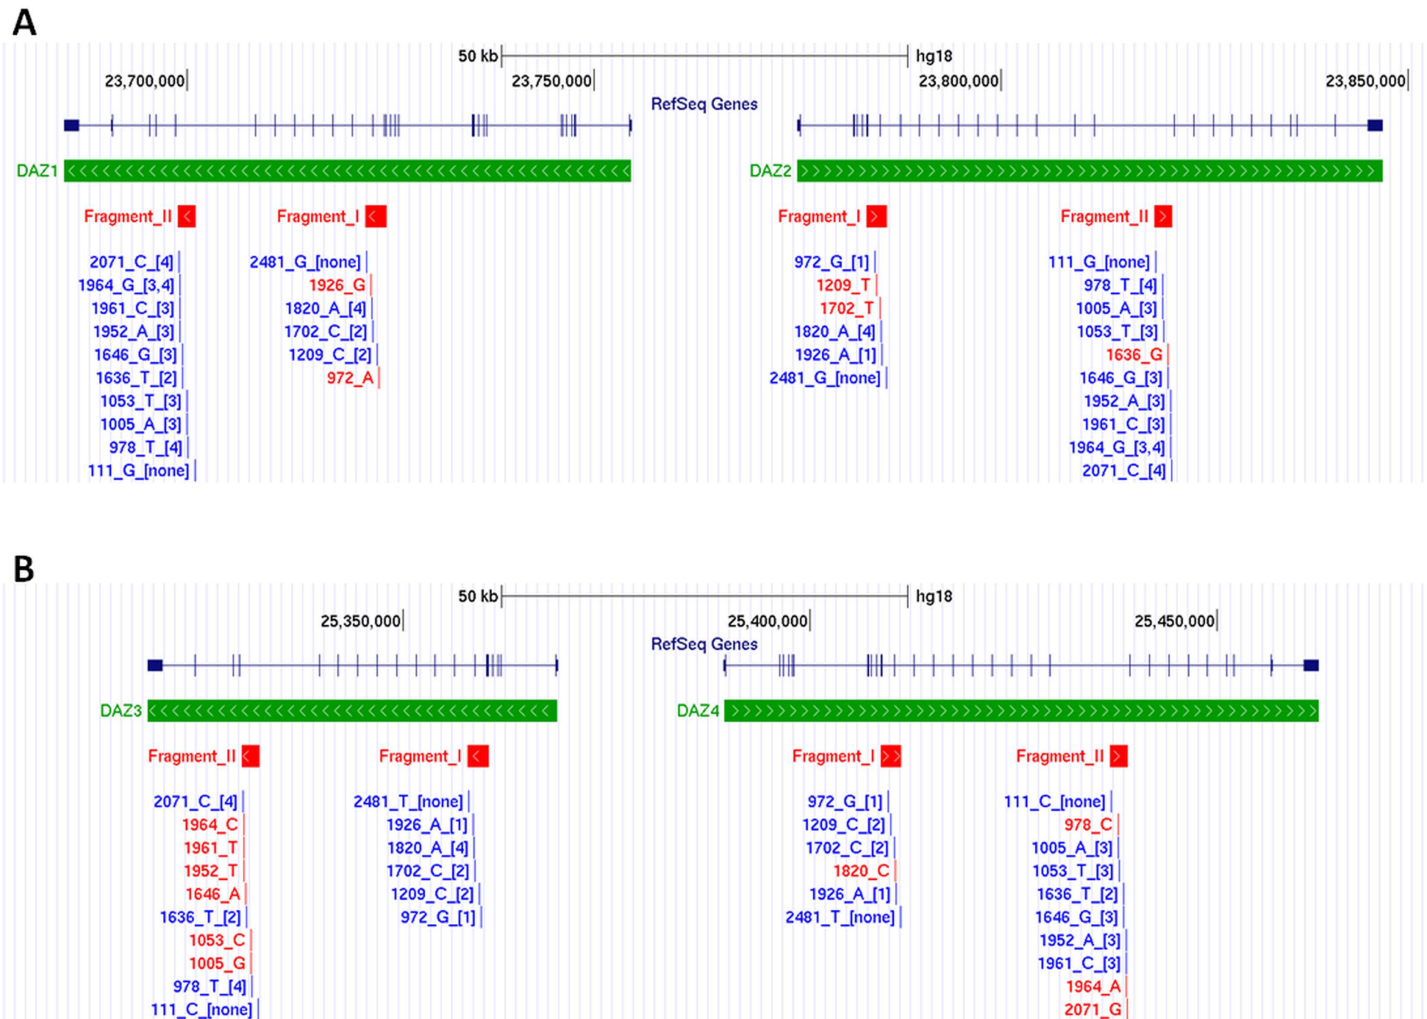 A
50 kb hg18
23,700,000 23,750,000 23,800,000 23,850,000
RefSeq Genes
DAZ1 DAZ2
Fragment_II Fragment_I Fragment_I Fragment_II
2071_C_[4] 2481_G_[none] 972_G_[1] 111_G_[none]
1964_G_[3,4] 1926_G 1209_T 978_T_[4]
1961_C_[3] 1820_A_[4] 1702_T 1005_A_[3]
1952_A_[3] 1702_C_[2] 1820_A_[4] 1053_T_[3]
1646_G_[3] 1209_C_[2] 1926_A_[1] 1636_G
1636_T_[2] 972_A 2481_G_[none] 1646_G_[3]
1053_T_[3] 1952_A_[3]
1005_A_[3] 1961_C_[3]
978_T_[4] 1964_G_[3,4]
111_G_[none] 2071_C_[4]
B
50 kb hg18
25,350,000 25,400,000 25,450,000
RefSeq Genes
DAZ3 DAZ4
Fragment_II Fragment_I Fragment_I Fragment_II
2071_C_[4] 2481_T_[none] 972_G_[1] 111_C_[none]
1964_C 1926_A_[1] 1209_C_[2] 978_C
1961_T 1820_A_[4] 1702_C_[2] 1005_A_[3]
1952_T 1702_C_[2] 1820_C 1053_T_[3]
1646_A 1209_C_[2] 1926_A_[1] 1636_T_[2]
1636_T_[2] 972_G_[1] 2481_T_[none] 1646_G_[3]
1053_C 1952_A_[3]
1005_G 1961_C_[3]
978_T_[4] 1964_A
111_C_[none] 2071_G